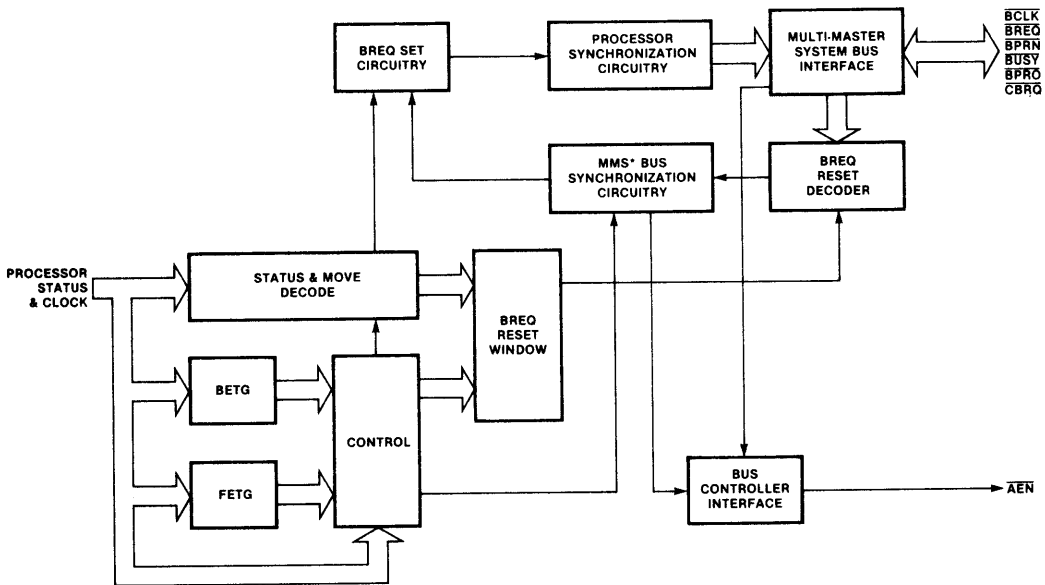 BREQ SET
CIRCUITRY
PROCESSOR
SYNCHRONIZATION
CIRCUITRY
MULTI-MASTER
SYSTEM BUS
INTERFACE
BCLK
BREQ
BPRN
BUSY
BPRO
CBRQ
MMS* BUS
SYNCHRONIZATION
CIRCUITRY
BREQ
RESET
DECODER
PROCESSOR
STATUS
& CLOCK
STATUS & MOVE
DECODE
BREQ
RESET
WINDOW
BETG
CONTROL
FETG
BUS
CONTROLLER
INTERFACE
AEN